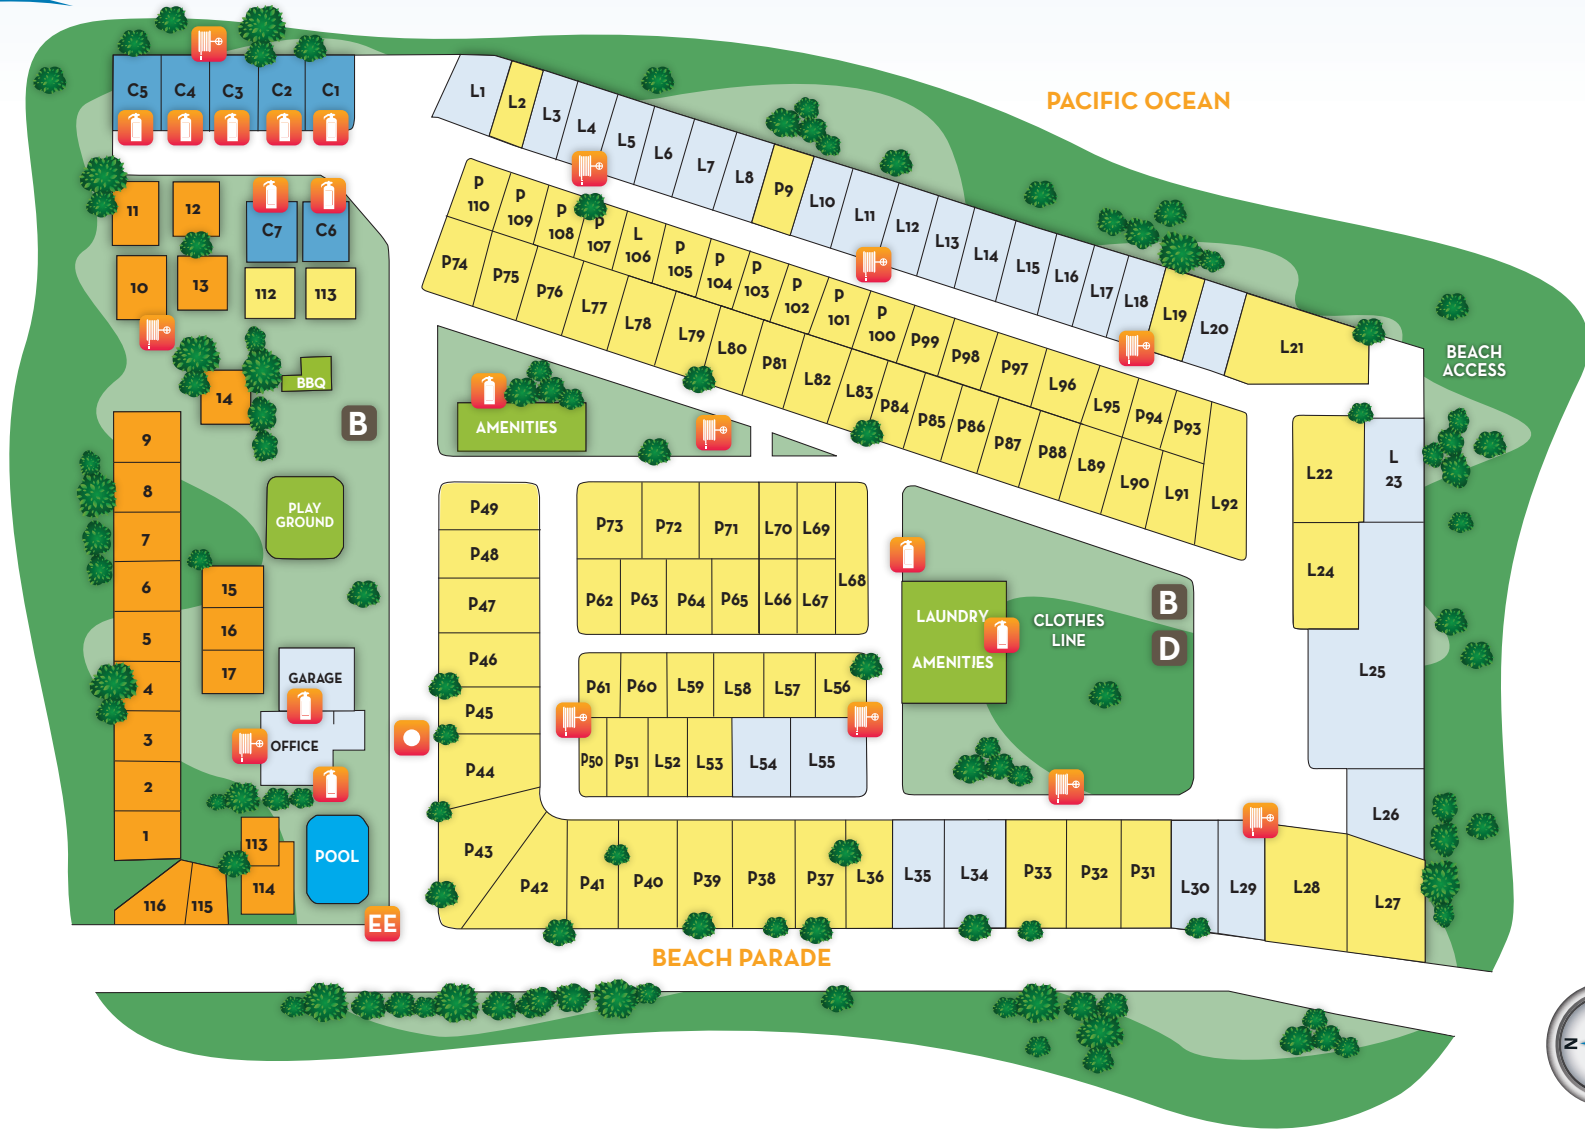 PACIFIC OCEAN
C5
C4
C3
C2
C1
L1
L2
L3
L4
L5
L6
L7
L8
P9
L10
L11
L12
L13
L14
L15
L16
L17
L18
L19
L20
L21
BEACH
ACCESS
11
12
C7
C6
10
13
112
113
14
BBQ
B
P
110
P
109
P
108
P
107
L
106
P
105
P
104
P
103
P
102
P
101
P
100
P99
P98
P97
L96
L95
P94
P93
P74
P75
P76
L77
L78
L79
L80
P81
L82
L83
P84
P85
P86
P87
P88
L89
L90
L91
L92
AMENITIES
L22
L
23
L24
L25
L26
L27
L28
9
8
7
6
5
4
3
2
1
PLAY
GROUND
15
16
17
GARAGE
OFFICE
113
114
POOL
116
115
EE
P49
P48
P47
P46
P45
P44
P43
P42
P73
P72
P71
L70
L69
L68
P62
P63
P64
P65
L66
L67
P61
P60
L59
L58
L57
L56
P50
P51
L52
L53
L54
L55
LAUNDRY
AMENITIES
CLOTHES
LINE
B
D
P41
P40
P39
P38
P37
L36
L35
L34
P33
P32
P31
L30
L29
BEACH PARADE
N